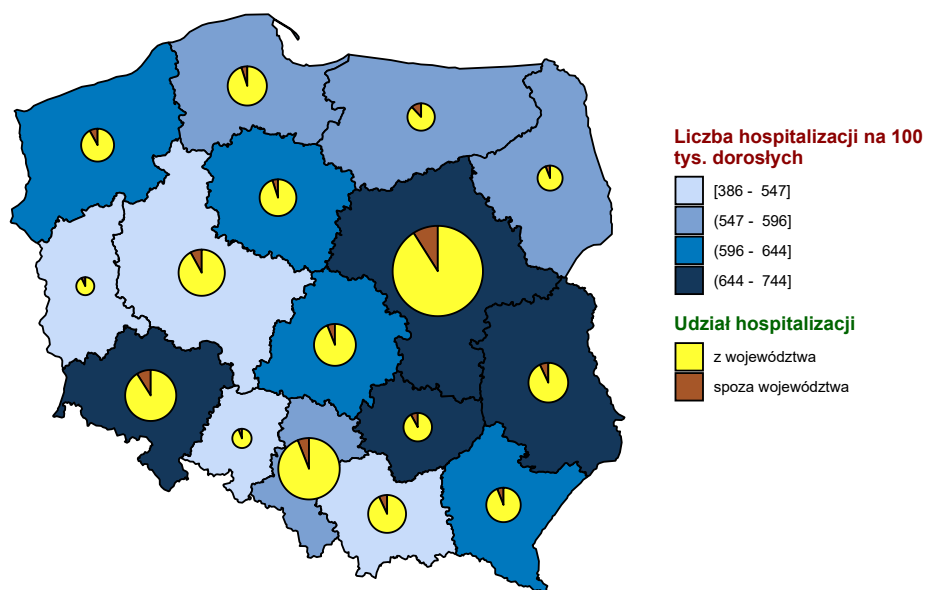 Liczba hospitalizacji na 100
tys. dorosłych
[386 - 547]
(547 - 596]
(596 - 644]
(644 - 744]
Udział hospitalizacji
z województwa
spoza województwa